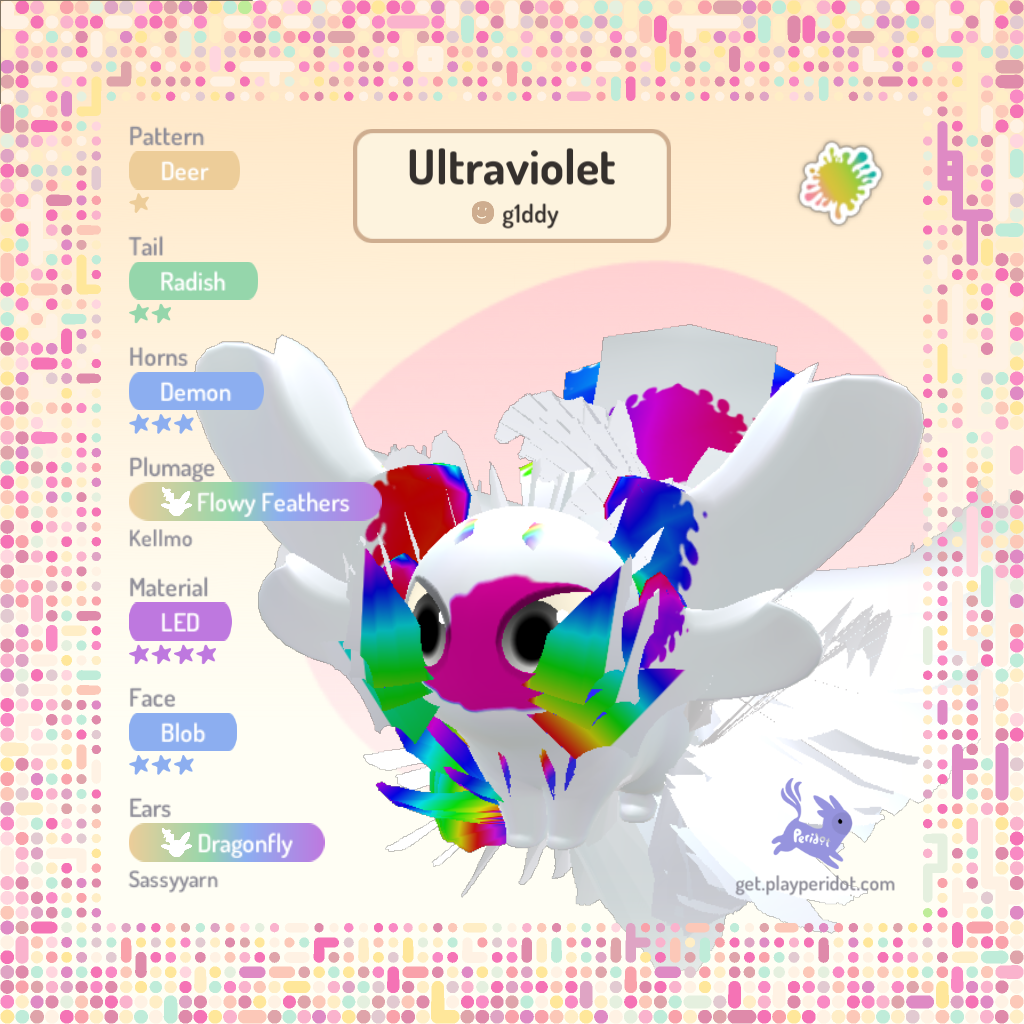 Ultraviolet
g1ddy
Pattern
Deer
Tail
Radish
Horns
Demon
Plumage
Flowy Feathers
Kellmo
Material
LED
Face
Blob
Ears
Dragonfly
Sassyyarn
Peridot
get.playperidot.com